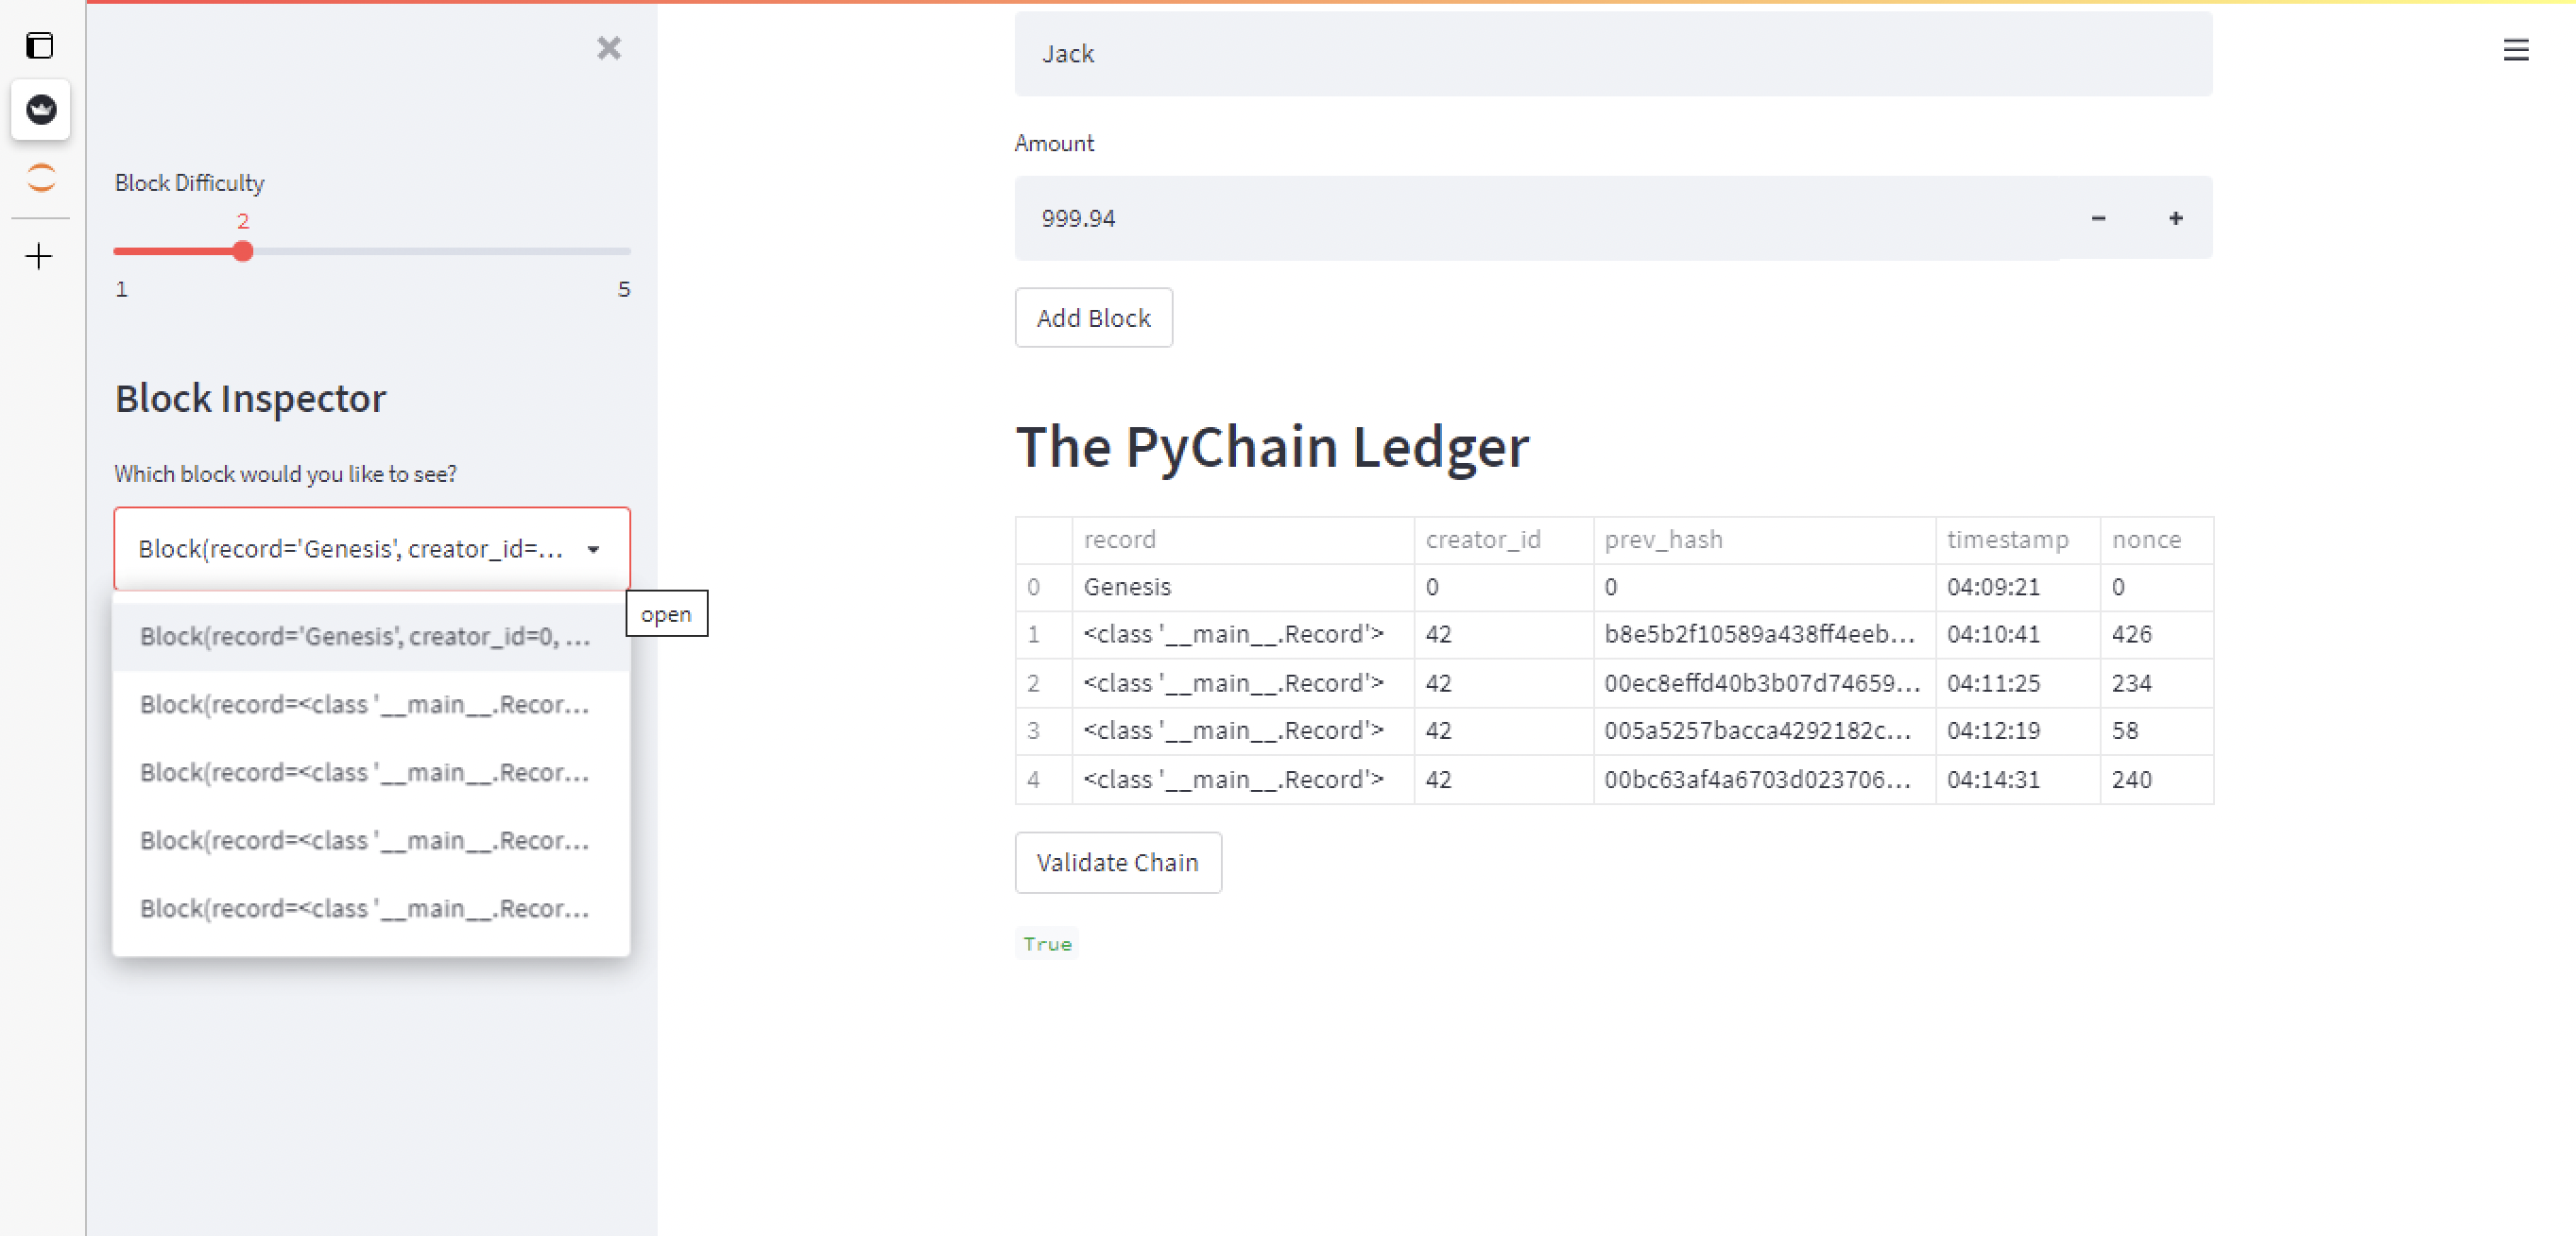 Block Difficulty
2
1 5
Block Inspector
Which block would you like to see?
Block(record='Genesis', creator_id=...
open
Block(record='Genesis', creator_id=0, ...
Block(record=<class '__main__.Recor...
Block(record=<class '__main__.Recor...
Block(record=<class '__main__.Recor...
Block(record=<class '__main__.Recor...
Jack
Amount
999.94 - +
Add Block
The PyChain Ledger
record creator_id prev_hash timestamp nonce
0 Genesis 0 0 04:09:21 0
1 <class '__main__.Record'> 42 b8e5b2f10589a438ff4eeb... 04:10:41 426
2 <class '__main__.Record'> 42 00ec8effd40b3b07d74659... 04:11:25 234
3 <class '__main__.Record'> 42 005a5257bacca4292182c... 04:12:19 58
4 <class '__main__.Record'> 42 00bc63af4a6703d023706... 04:14:31 240
Validate Chain
True